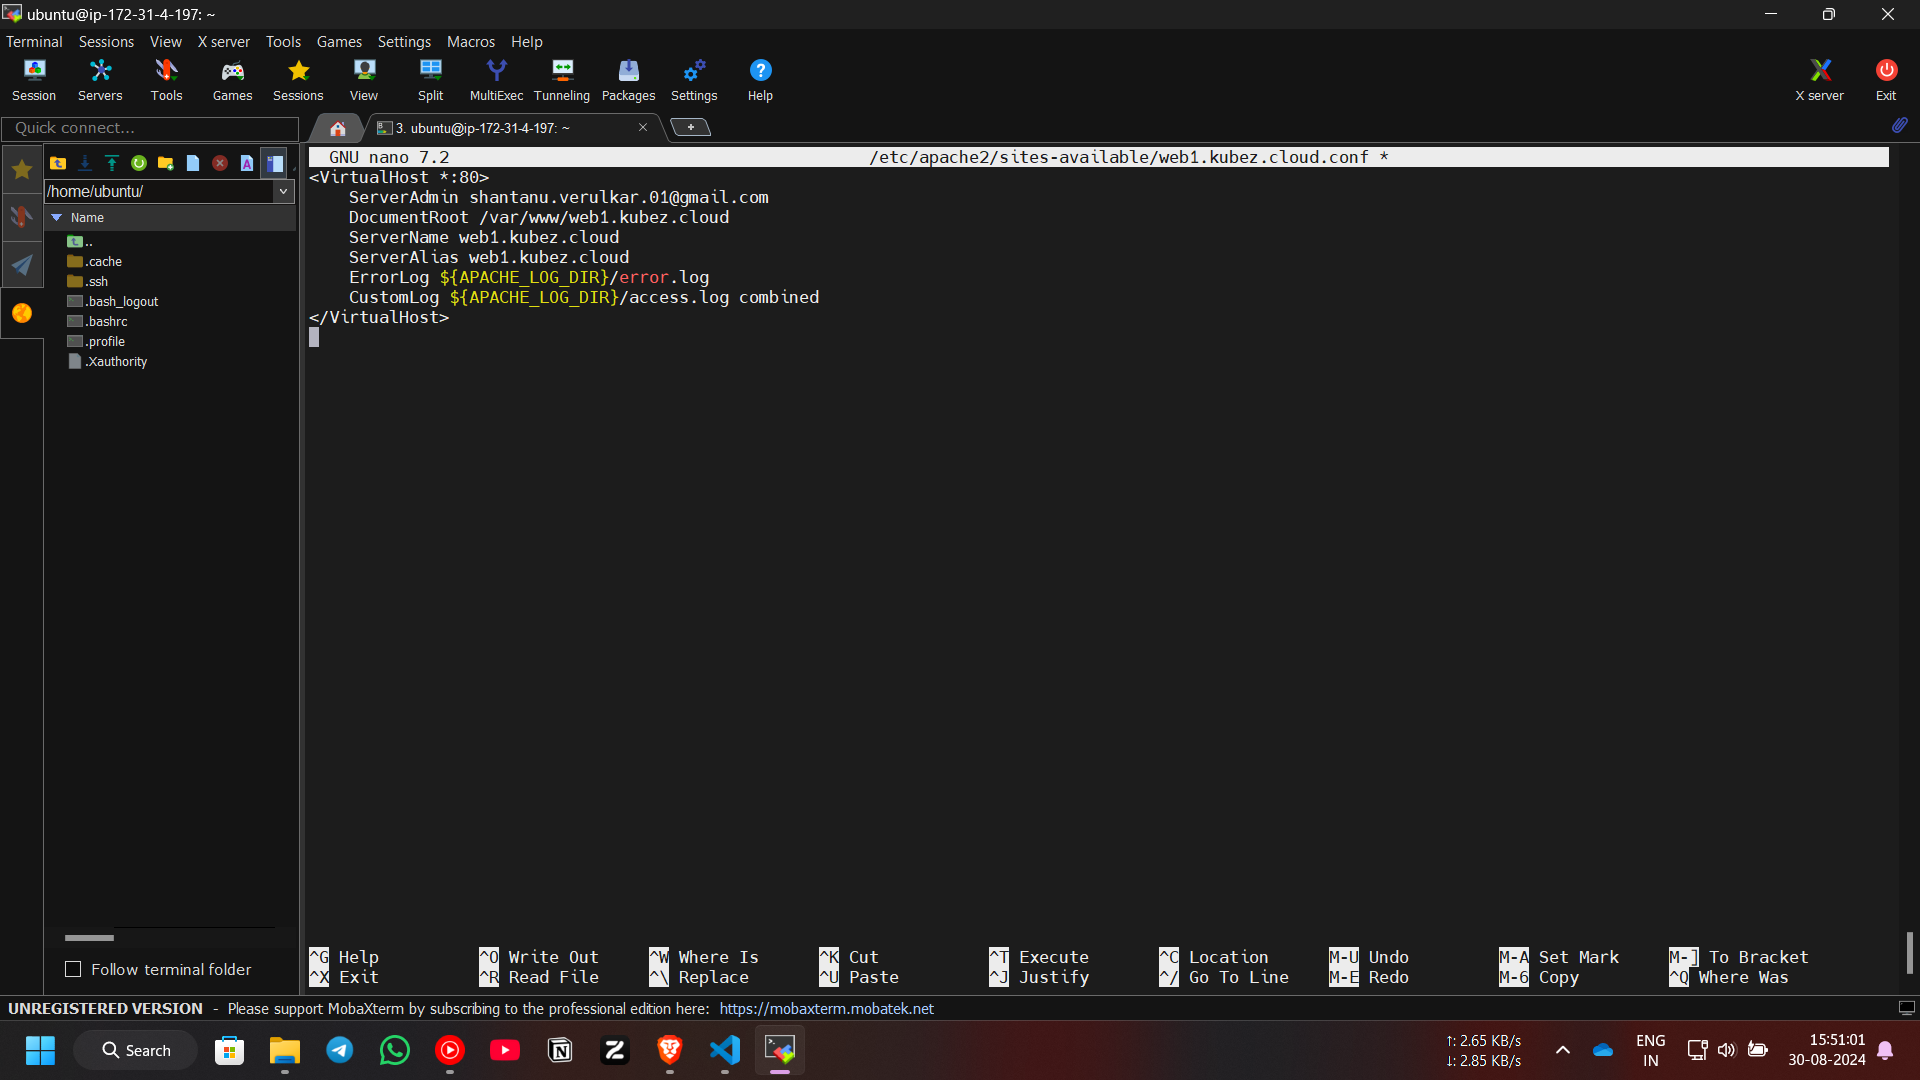 ubuntu@ip-172-31-4-197: ~
Terminal Sessions View X server Tools Games Settings Macros Help
Session Servers Tools Games Sessions View Split MultiExec Tunneling Packages Settings Help X server Exit
Quick connect...
3. ubuntu@ip-172-31-4-197: ~
/home/ubuntu/
Name
..
.cache
.ssh
.bash_logout
.bashrc
.profile
.Xauthority
Follow terminal folder
GNU nano 7.2 /etc/apache2/sites-available/web1.kubez.cloud.conf *
<VirtualHost *:80>
ServerAdmin shantanu.verulkar.01@gmail.com
DocumentRoot /var/www/web1.kubez.cloud
ServerName web1.kubez.cloud
ServerAlias web1.kubez.cloud
ErrorLog ${APACHE_LOG_DIR}/error.log
CustomLog ${APACHE_LOG_DIR}/access.log combined
</VirtualHost>
^G Help ^O Write Out ^W Where Is ^K Cut ^T Execute ^C Location M-U Undo M-A Set Mark M-] To Bracket
^X Exit ^R Read File ^\ Replace ^U Paste ^J Justify ^/ Go To Line M-E Redo M-6 Copy ^Q Where Was
UNREGISTERED VERSION - Please support MobaXterm by subscribing to the professional edition here: https://mobaxterm.mobatek.net
Search
↑: 2.65 KB/s
↓: 2.85 KB/s
ENG
IN
15:51:01
30-08-2024